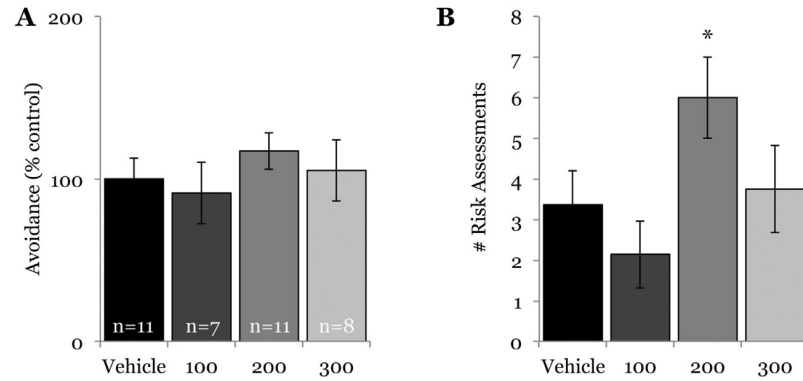 A
200
100
0
Avoidance (% control)
n=11 n=7 n=11 n=8
Vehicle 100 200 300
B
8
7
6
5
4
3
2
1
0
# Risk Assessments
*
Vehicle 100 200 300